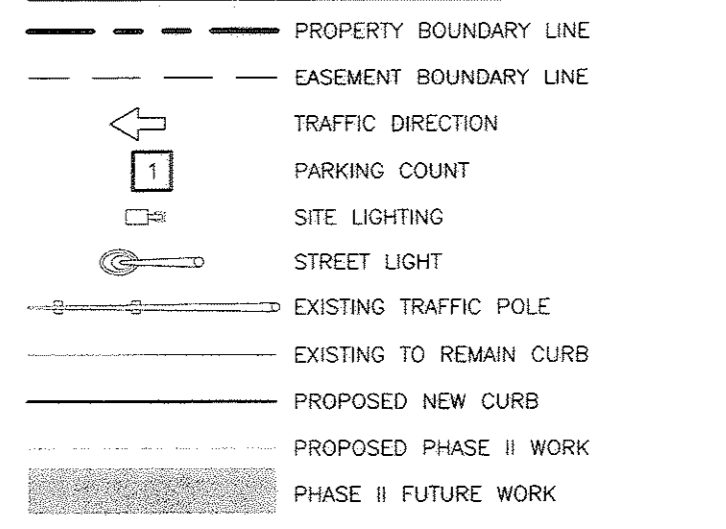 PROPERTY BOUNDARY LINE
EASEMENT BOUNDARY LINE
TRAFFIC DIRECTION
1 PARKING COUNT
SITE LIGHTING
STREET LIGHT
EXISTING TRAFFIC POLE
EXISTING TO REMAIN CURB
PROPOSED NEW CURB
PROPOSED PHASE II WORK
PHASE II FUTURE WORK